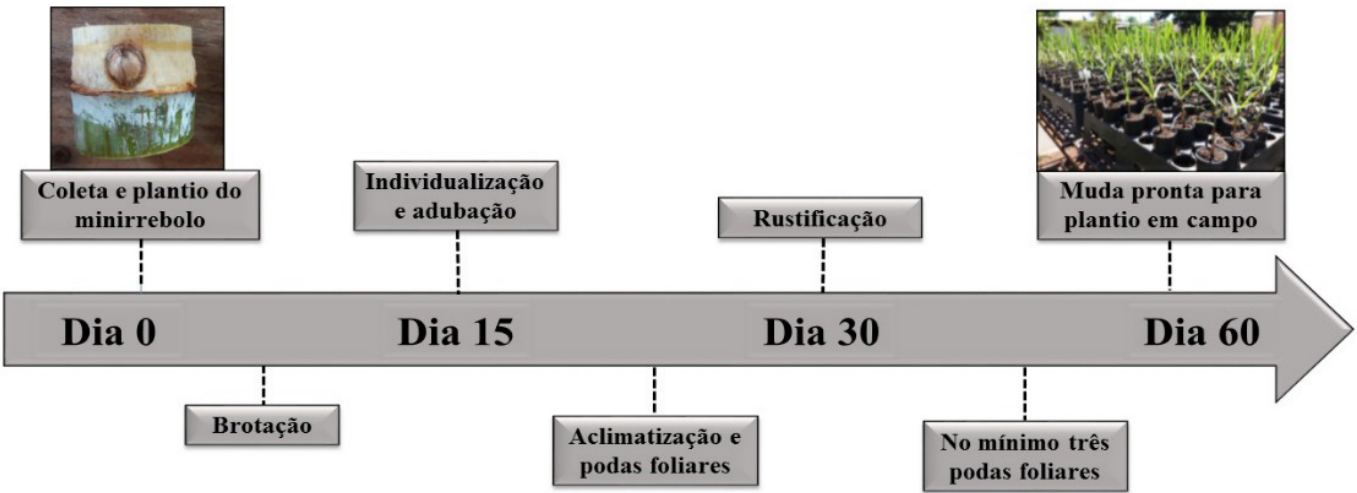 Coleta e plantio do
minirrebolo
Individualização
e adubação
Rustificação
Muda pronta para
plantio em campo
Dia 0
Dia 15
Dia 30
Dia 60
Brotação
Aclimatização e
podas foliares
No mínimo três
podas foliares